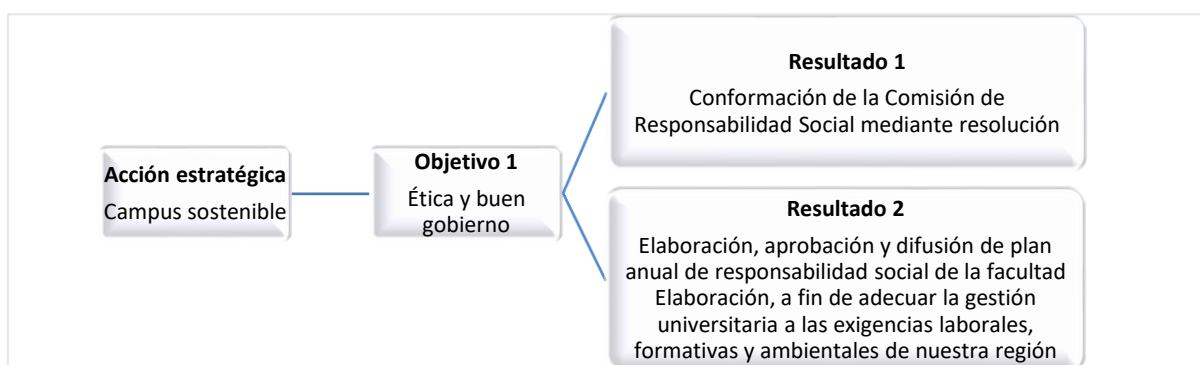 Acción estratégica
Campus sostenible
Objetivo 1
Ética y buen
gobierno
Resultado 1
Conformación de la Comisión de
Responsabilidad Social mediante resolución
Resultado 2
Elaboración, aprobación y difusión de plan
anual de responsabilidad social de la facultad
Elaboración, a fin de adecuar la gestión
universitaria a las exigencias laborales,
formativas y ambientales de nuestra región